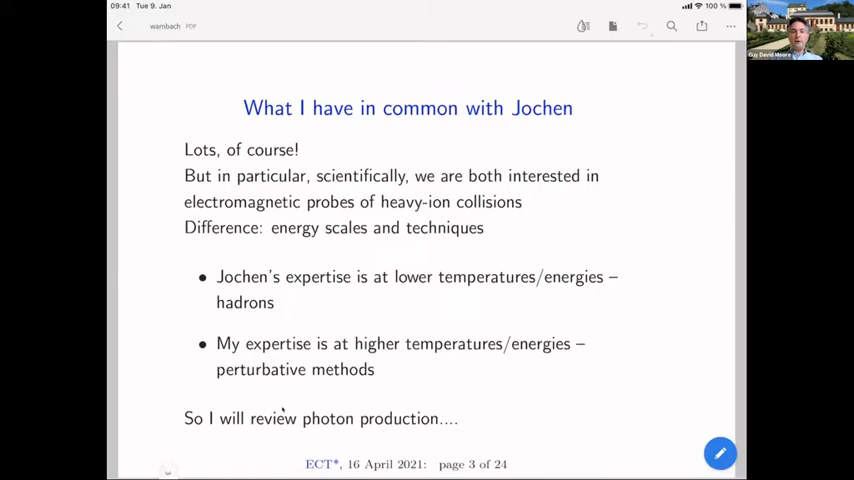 09:41 Tue 9. Jan
100 %
wambach PDF
Guy David Moore
What I have in common with Jochen
Lots, of course!
But in particular, scientifically, we are both interested in
electromagnetic probes of heavy-ion collisions
Difference: energy scales and techniques
• Jochen's expertise is at lower temperatures/energies –
hadrons
• My expertise is at higher temperatures/energies –
perturbative methods
So I will review photon production....
ECT*, 16 April 2021: page 3 of 24